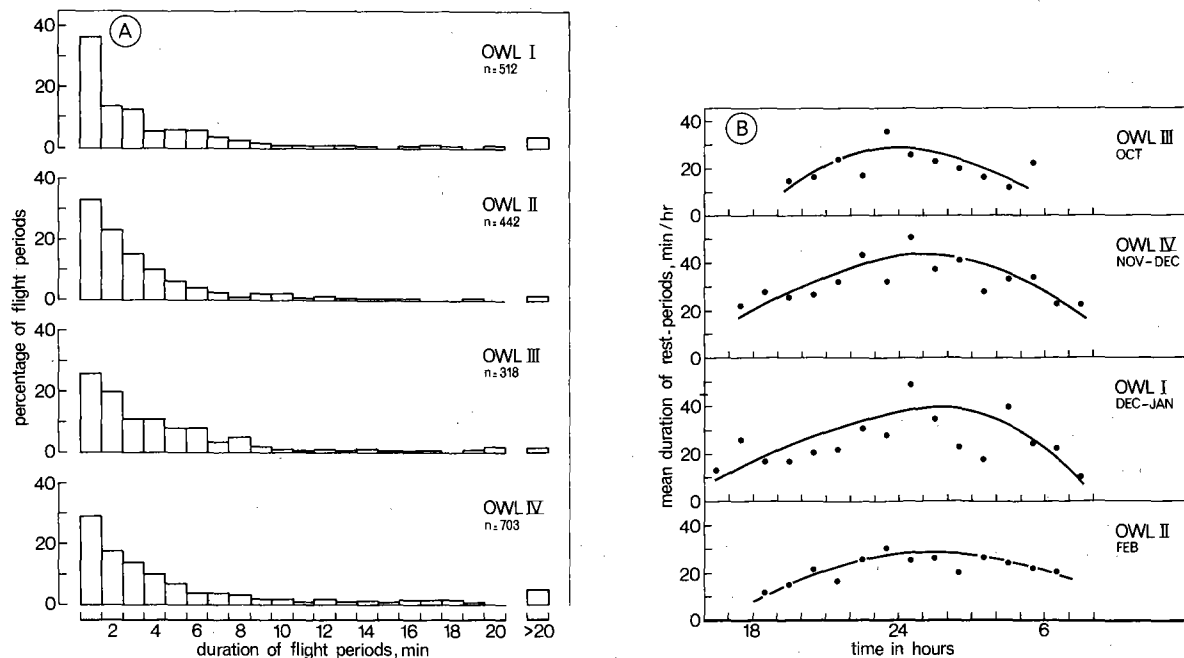 A
40
20
0
OWL I
n=512
40
20
0
OWL II
n=442
40
20
0
OWL III
n=318
40
20
0
OWL IV
n=703
percentage of flight periods
2 4 6 8 10 12 14 16 18 20 >20
duration of flight periods, min
B
40
20
0
OWL III
OCT
40
20
0
OWL IV
NOV-DEC
40
20
0
OWL I
DEC-JAN
40
20
0
OWL II
FEB
mean duration of rest-periods, min/hr
18 24 6
time in hours